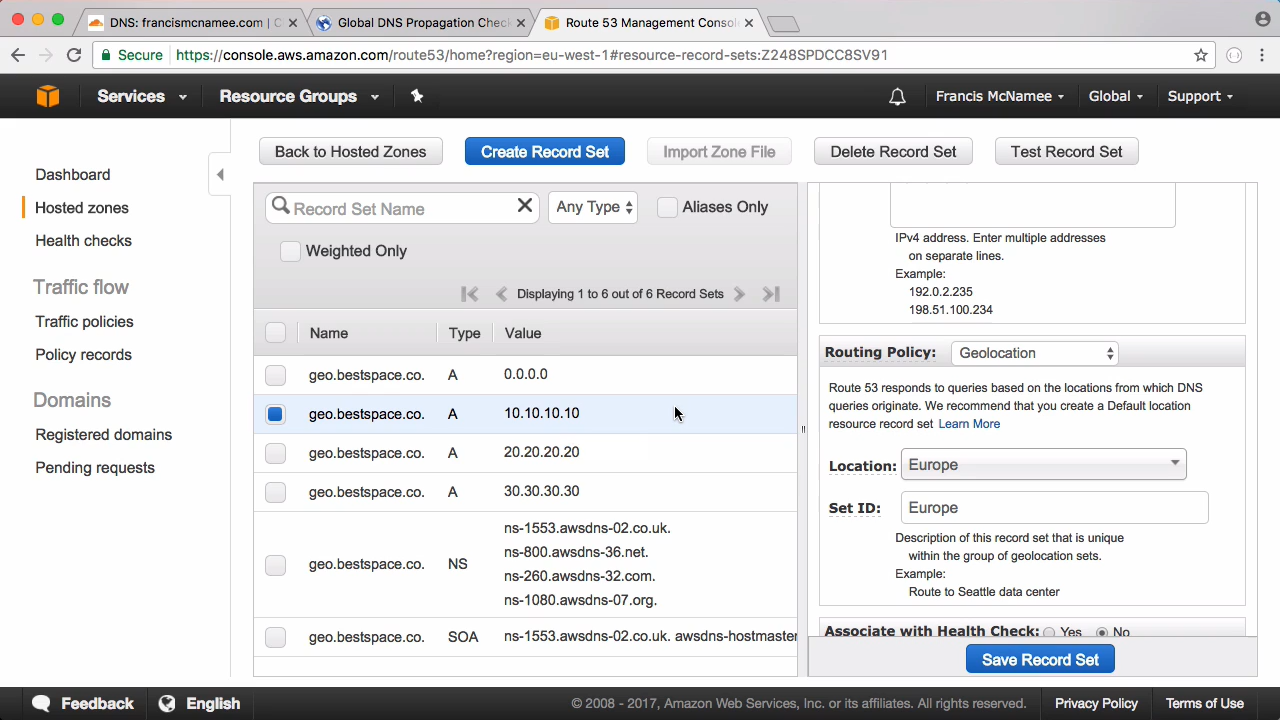 DNS: francismcnamee.com | C
Global DNS Propagation Chec
Route 53 Management Consol
Secure
https://console.aws.amazon.com/route53/home?region=eu-west-1#resource-record-sets:Z248SPDCC8SV91
Services
Resource Groups
Francis McNamee
Global
Support
Back to Hosted Zones
Create Record Set
Import Zone File
Delete Record Set
Test Record Set
Dashboard
Hosted zones
Health checks
Traffic flow
Traffic policies
Policy records
Domains
Registered domains
Pending requests
Record Set Name
Any Type
Aliases Only
Weighted Only
Displaying 1 to 6 out of 6 Record Sets
Name Type Value
geo.bestspace.co. A 0.0.0.0
geo.bestspace.co. A 10.10.10.10
geo.bestspace.co. A 20.20.20.20
geo.bestspace.co. A 30.30.30.30
ns-1553.awsdns-02.co.uk.
ns-800.awsdns-36.net.
geo.bestspace.co. NS
ns-260.awsdns-32.com.
ns-1080.awsdns-07.org.
geo.bestspace.co. SOA ns-1553.awsdns-02.co.uk. awsdns-hostmaster
IPv4 address. Enter multiple addresses
on separate lines.
Example:
192.0.2.235
198.51.100.234
Routing Policy: Geolocation
Route 53 responds to queries based on the locations from which DNS
queries originate. We recommend that you create a Default location
resource record set Learn More
Location: Europe
Set ID: Europe
Description of this record set that is unique
within the group of geolocation sets.
Example:
Route to Seattle data center
Associate with Health Check: Yes No
Save Record Set
Feedback
English
© 2008 - 2017, Amazon Web Services, Inc. or its affiliates. All rights reserved.
Privacy Policy
Terms of Use